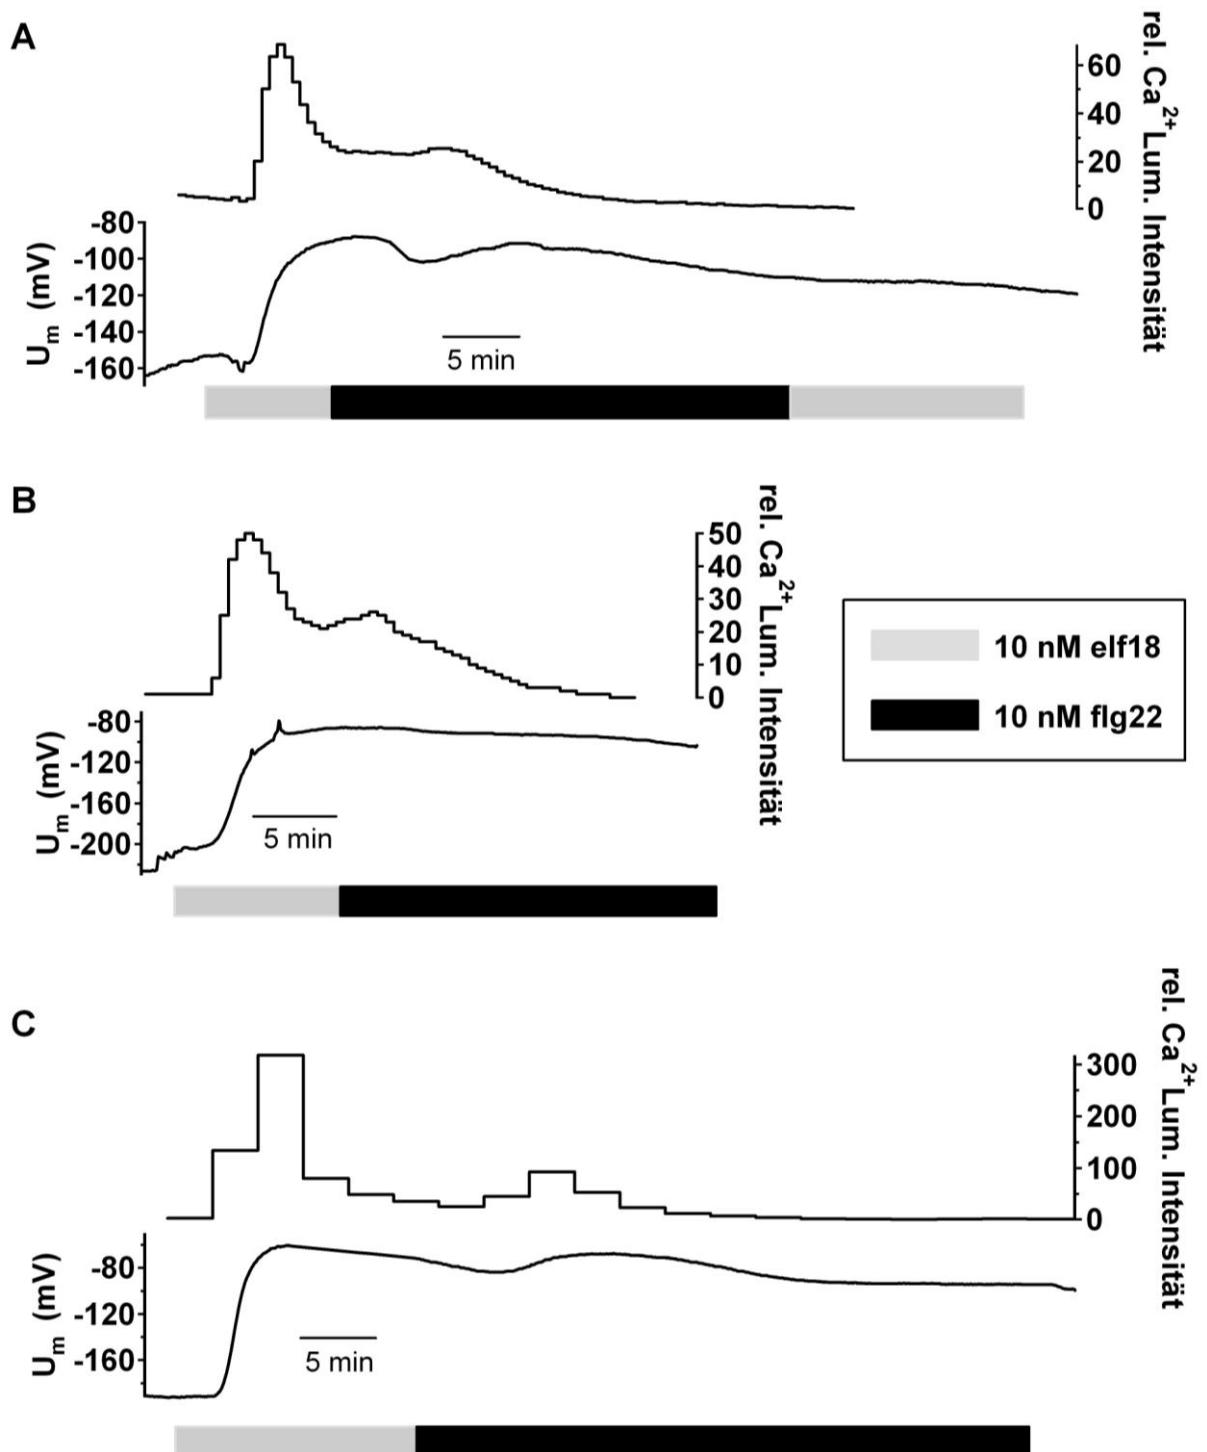 A
60
40
20
0
rel. Ca2+ Lum. Intensität
-80
-100
-120
-140
-160
Um (mV)
5 min
B
50
40
30
20
10
0
rel. Ca2+ Lum. Intensität
-80
-120
-160
-200
Um (mV)
5 min
10 nM elf18
10 nM flg22
C
300
200
100
0
rel. Ca2+ Lum. Intensität
-80
-120
-160
Um (mV)
5 min